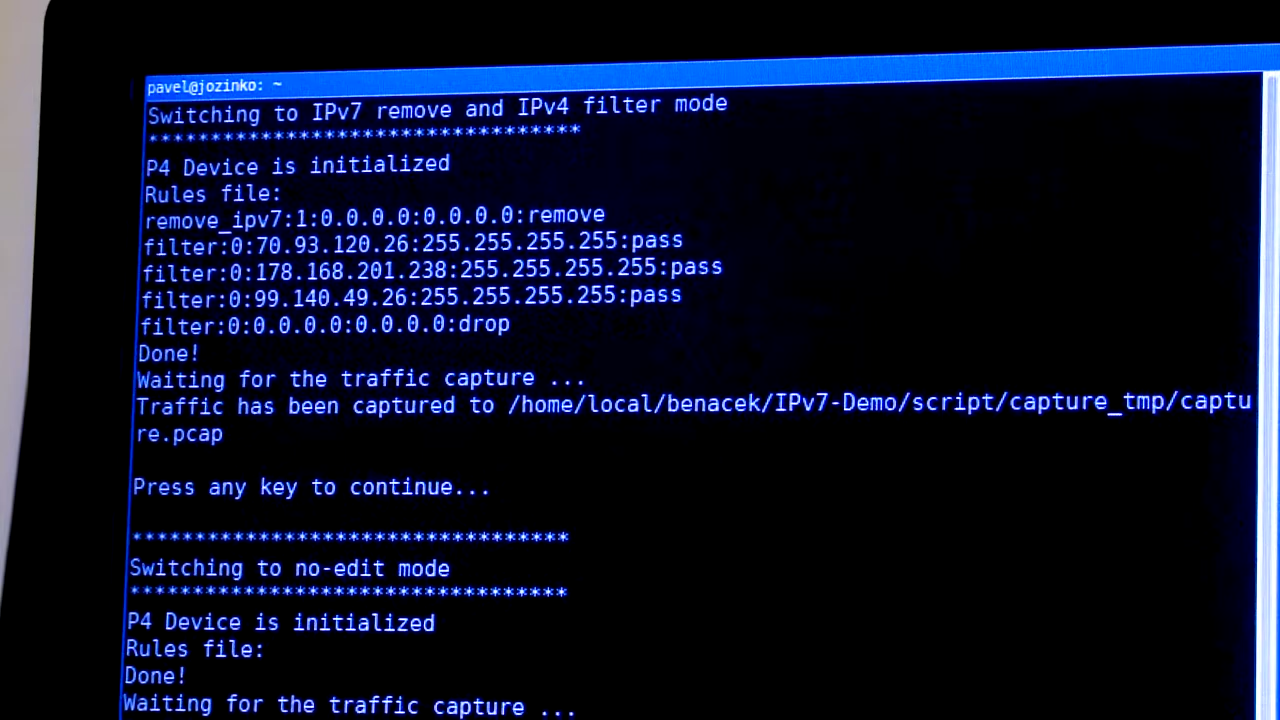 pavel@jozinko: ~
Switching to IPv7 remove and IPv4 filter mode
***********************************
P4 Device is initialized
Rules file:
remove_ipv7:1:0.0.0.0:0.0.0.0:remove
filter:0:70.93.120.26:255.255.255.255:pass
filter:0:178.168.201.238:255.255.255.255:pass
filter:0:99.140.49.26:255.255.255.255:pass
filter:0:0.0.0.0:0.0.0.0:drop
Done!
Waiting for the traffic capture ...
Traffic has been captured to /home/local/benacek/IPv7-Demo/script/capture_tmp/captu
re.pcap
Press any key to continue...
***********************************
Switching to no-edit mode
***********************************
P4 Device is initialized
Rules file:
Done!
Waiting for the traffic capture ...